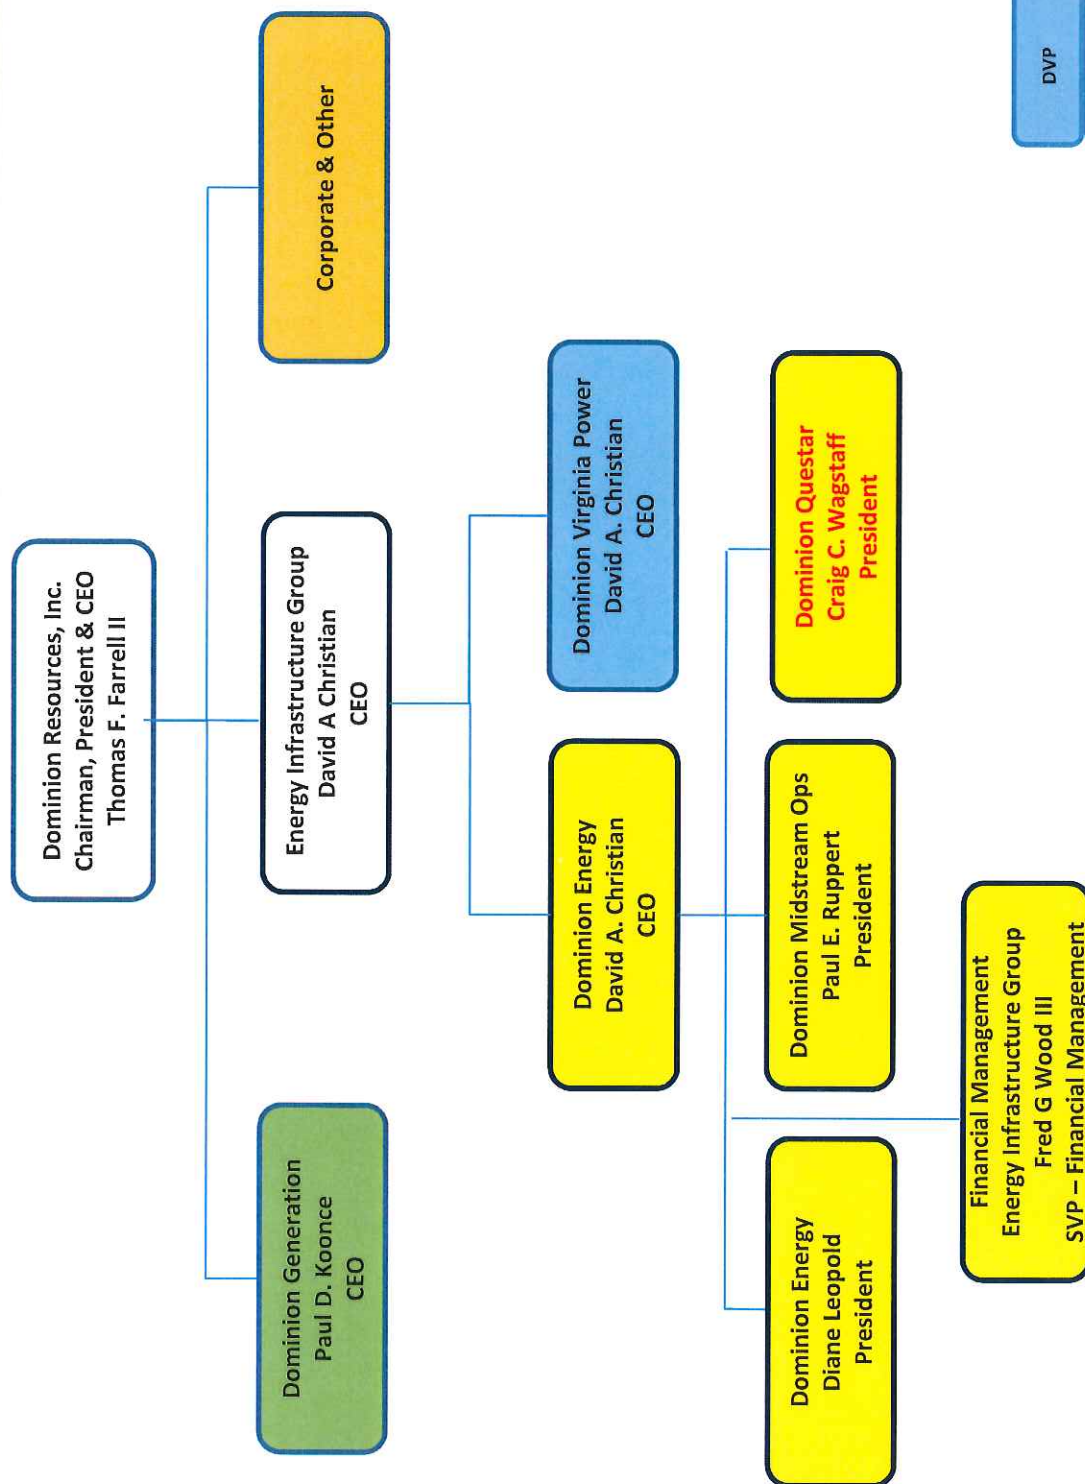 Dominion Resources, Inc.
Chairman, President & CEO
Thomas F. Farrell II
Dominion Generation
Paul D. Koonce
CEO
Energy Infrastructure Group
David A Christian
CEO
Corporate & Other
Dominion Energy
David A. Christian
CEO
Dominion Virginia Power
David A. Christian
CEO
Dominion Energy
Diane Leopold
President
Dominion Midstream Ops
Paul E. Ruppert
President
Dominion Questar
Craig C. Wagstaff
President
Financial Management
Energy Infrastructure Group
Fred G Wood III
SVP – Financial Management
DVP